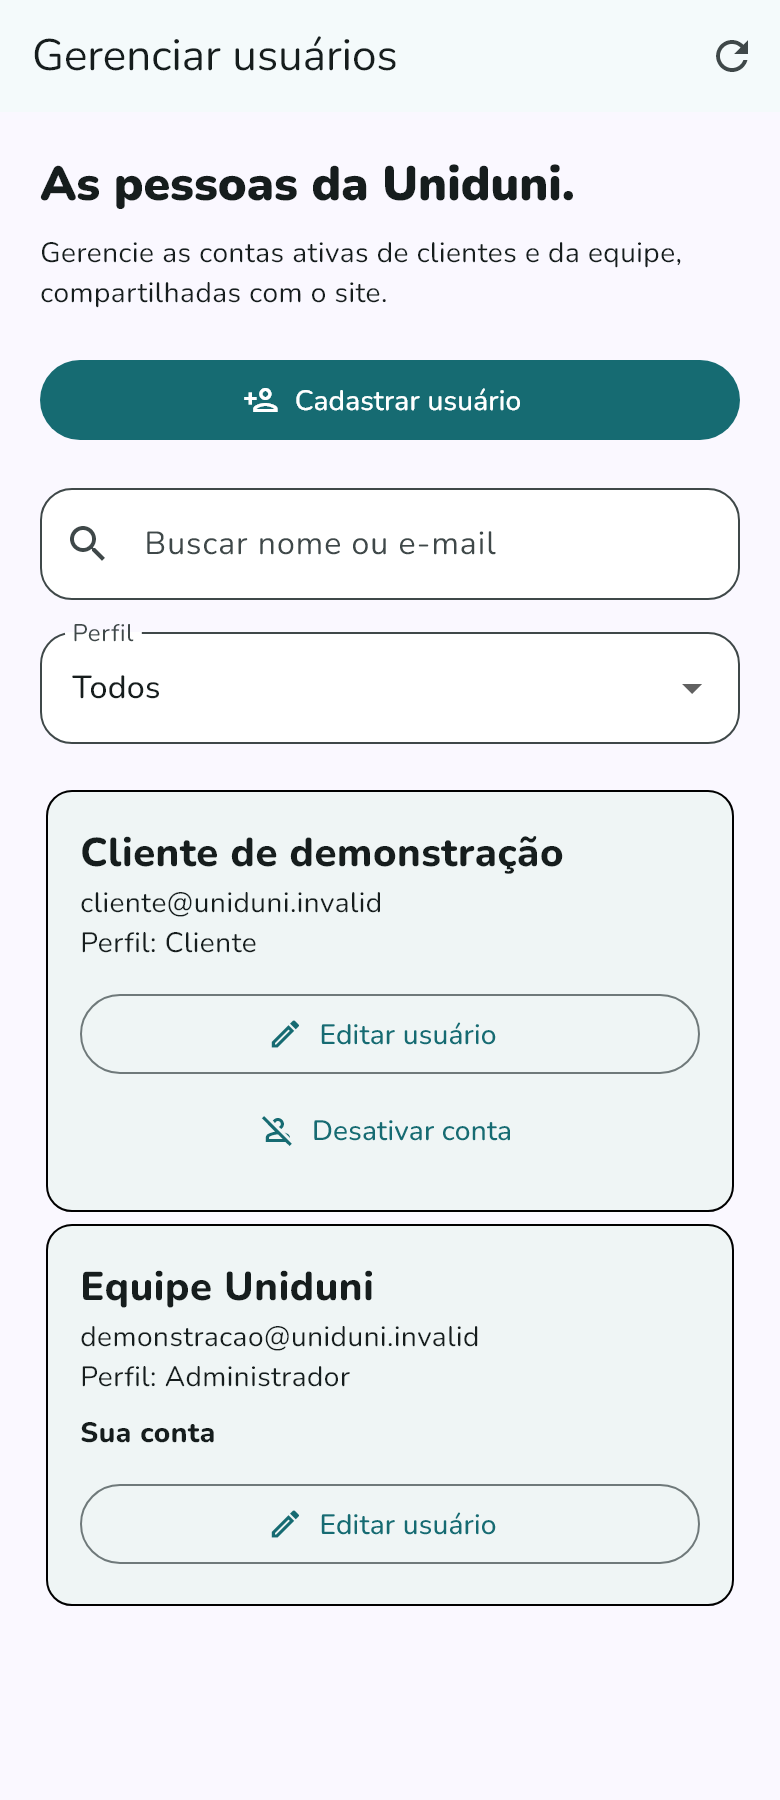 Gerenciar usuários
As pessoas da Uniduni.
Gerencie as contas ativas de clientes e da equipe,
compartilhadas com o site.
Cadastrar usuário
Buscar nome ou e-mail
Perfil
Todos
Cliente de demonstração
cliente@uniduni.invalid
Perfil: Cliente
Editar usuário
Desativar conta
Equipe Uniduni
demonstracao@uniduni.invalid
Perfil: Administrador
Sua conta
Editar usuário